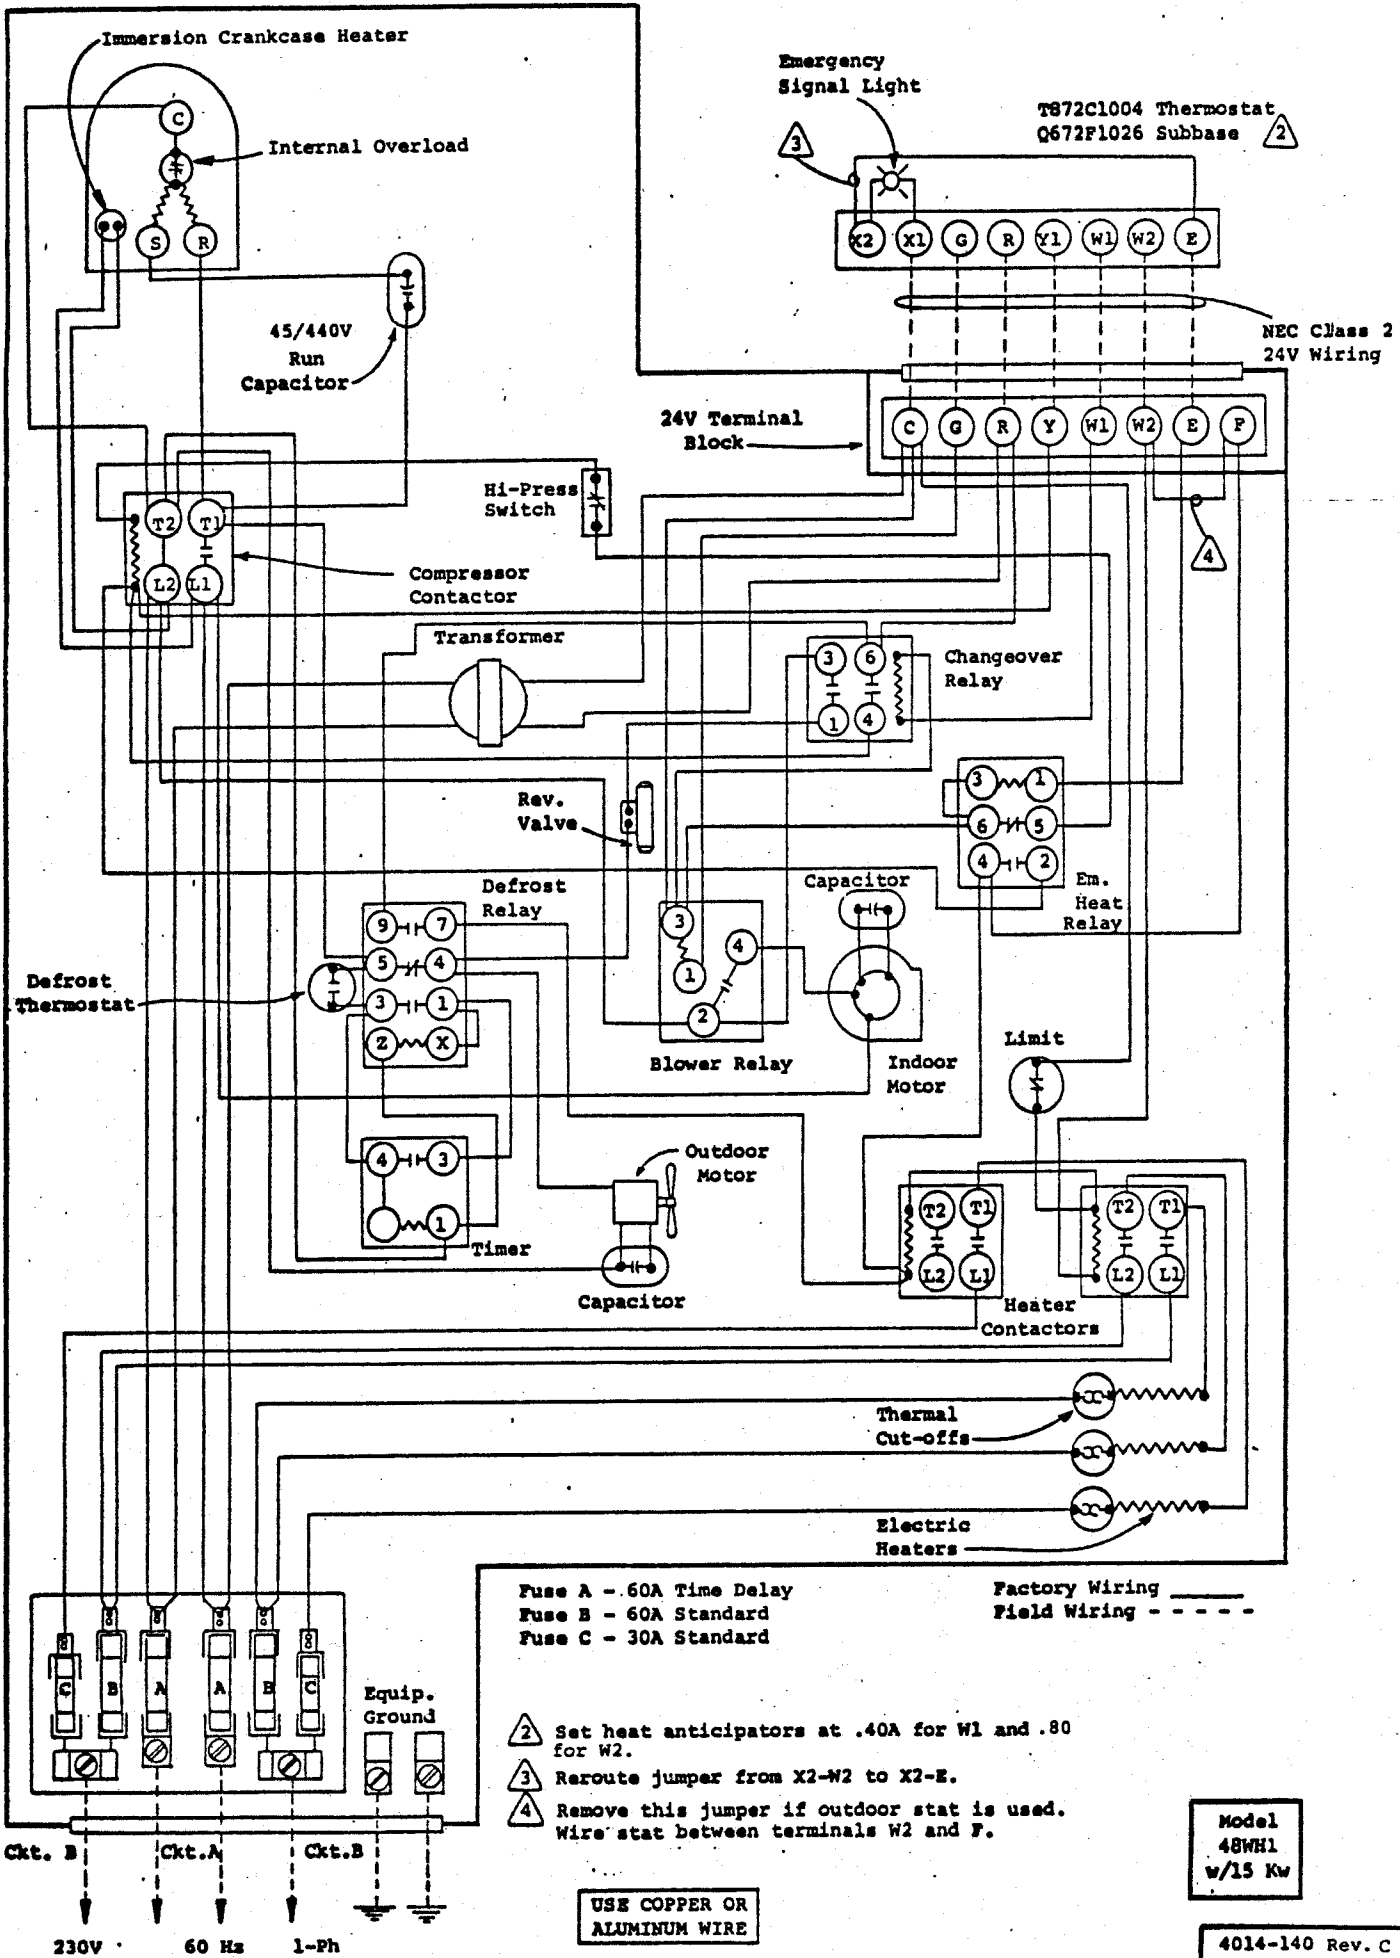 Immersion Crankcase Heater
C
Internal Overload
S
R
45/440V
Run
Capacitor
Emergency
Signal Light
T872C1004 Thermostat
Q672F1026 Subbase
2
3
X2 X1 G R Y1 W1 W2 E
NEC Class 2
24V Wiring
24V Terminal
Block
C G R Y W1 W2 E F
4
Hi-Press
Switch
T2 T1
L2 L1
Compressor
Contactor
Transformer
3 6
1 4
Changeover
Relay
Rev.
Valve
3 1
6 5
4 2
Em.
Heat
Relay
Defrost
Relay
9 7
5 4
3 1
Z X
Defrost
Thermostat
3
4
1
2
Blower Relay
Capacitor
Indoor
Motor
Limit
4 3
1
Timer
Outdoor
Motor
Capacitor
T2 T1
L2 L1
T2 T1
L2 L1
Heater
Contactors
Thermal
Cut-offs
Electric
Heaters
Fuse A - 60A Time Delay
Fuse B - 60A Standard
Fuse C - 30A Standard
Factory Wiring
Field Wiring - - - - -
C B A A B C
Equip.
Ground
2 Set heat anticipators at .40A for W1 and .80
for W2.
3 Reroute jumper from X2-W2 to X2-E.
4 Remove this jumper if outdoor stat is used.
Wire stat between terminals W2 and F.
Ckt. B
Ckt.A
Ckt.B
230V
60 Hz
1-Ph
USE COPPER OR
ALUMINUM WIRE
Model
48WH1
w/15 Kw
4014-140 Rev. C